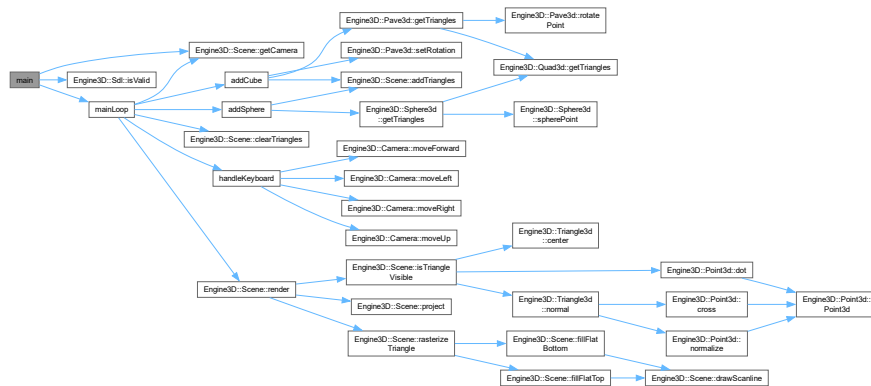 main
Engine3D::Scene::getCamera
Engine3D::Sdl::isValid
mainLoop
addCube
addSphere
Engine3D::Scene::clearTriangles
handleKeyboard
Engine3D::Scene::render
Engine3D::Pave3d::getTriangles
Engine3D::Pave3d::setRotation
Engine3D::Scene::addTriangles
Engine3D::Sphere3d
::getTriangles
Engine3D::Camera::moveForward
Engine3D::Camera::moveLeft
Engine3D::Camera::moveRight
Engine3D::Camera::moveUp
Engine3D::Scene::isTriangle
Visible
Engine3D::Scene::project
Engine3D::Scene::rasterize
Triangle
Engine3D::Pave3d::rotate
Point
Engine3D::Quad3d::getTriangles
Engine3D::Sphere3d
::spherePoint
Engine3D::Triangle3d
::center
Engine3D::Triangle3d
::normal
Engine3D::Scene::fillFlat
Bottom
Engine3D::Scene::fillFlatTop
Engine3D::Point3d::dot
Engine3D::Point3d::
cross
Engine3D::Point3d::
normalize
Engine3D::Scene::drawScanline
Engine3D::Point3d::
Point3d